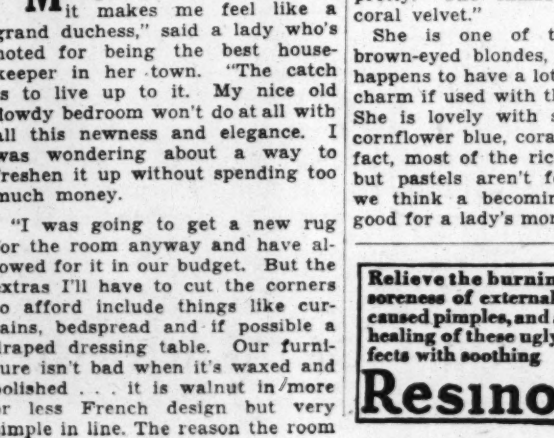 it makes me feel like a
grand duchess," said a lady who's
noted for being the best house-
keeper in her town. "The catch
is to live up to it. My nice old
dowdy bedroom won't do at all with
all this newness and elegance. I
was wondering about a way to
freshen it up without spending too
much money.
"I was going to get a new rug
for the room anyway and have al-
lowed for it in our budget. But the
extras I'll have to cut the corners
to afford include things like cur-
tains, bedspread and if possible a
draped dressing table. Our furni-
ture isn't bad when it's waxed and
polished . . . it is walnut in more
or less French design but very
simple in line. The reason the room
coral velvet."
She is one of t
brown-eyed blondes,
happens to have a lot
charm if used with th
She is lovely with s
cornflower blue, cora
fact, most of the ric
but pastels aren't f
we think a becomin
good for a lady's mor
Relieve the burnin
soreness of external
caused pimples, and
healing of these ugly
fects with soothing
Resino